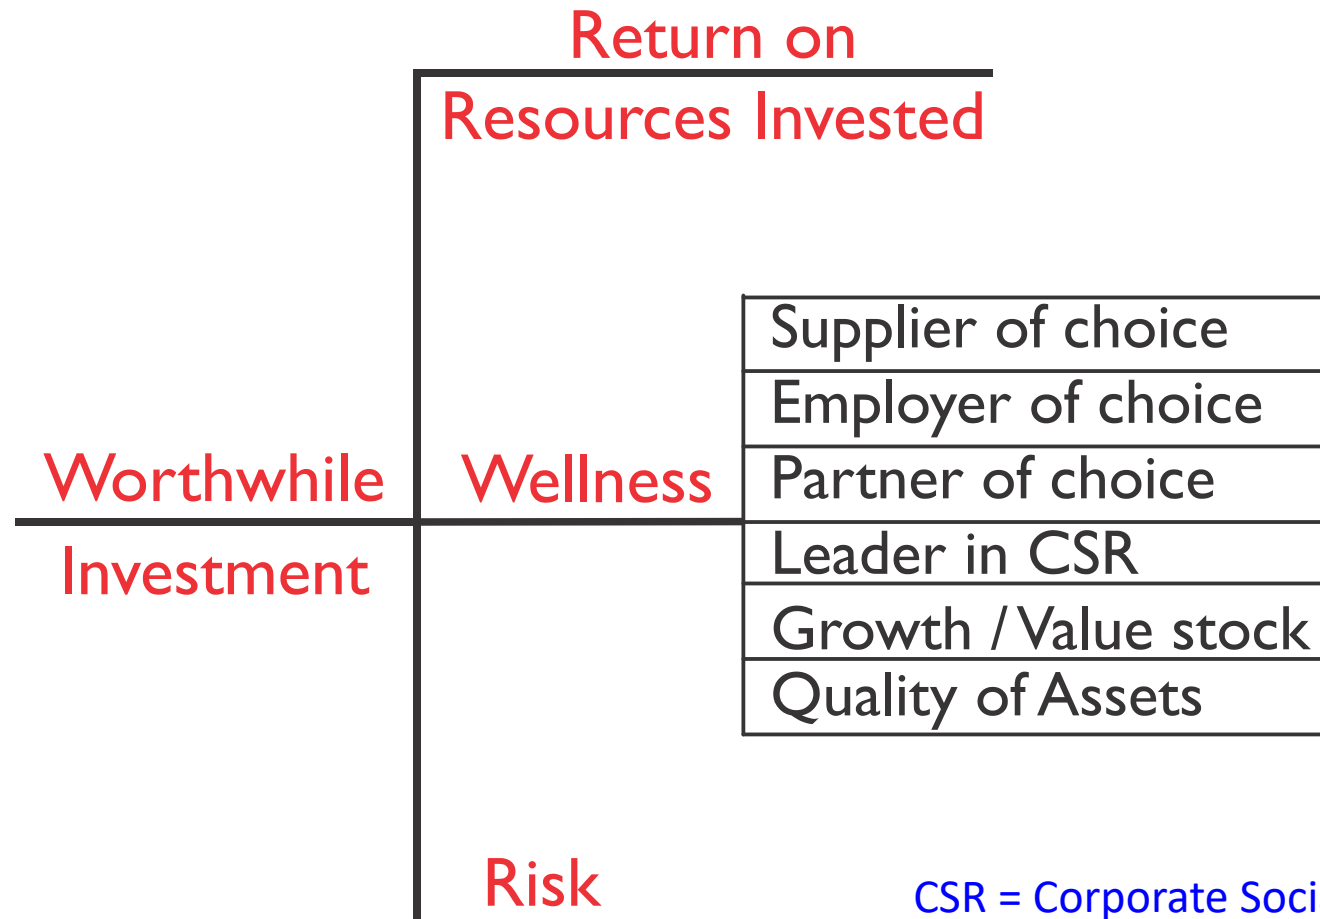 Return on
Resources Invested
Supplier of choice
Employer of choice
Worthwhile
Investment
Wellness
Partner of choice
Leader in CSR
Growth / Value stock
Quality of Assets
Risk
CSR = Corporate Soci